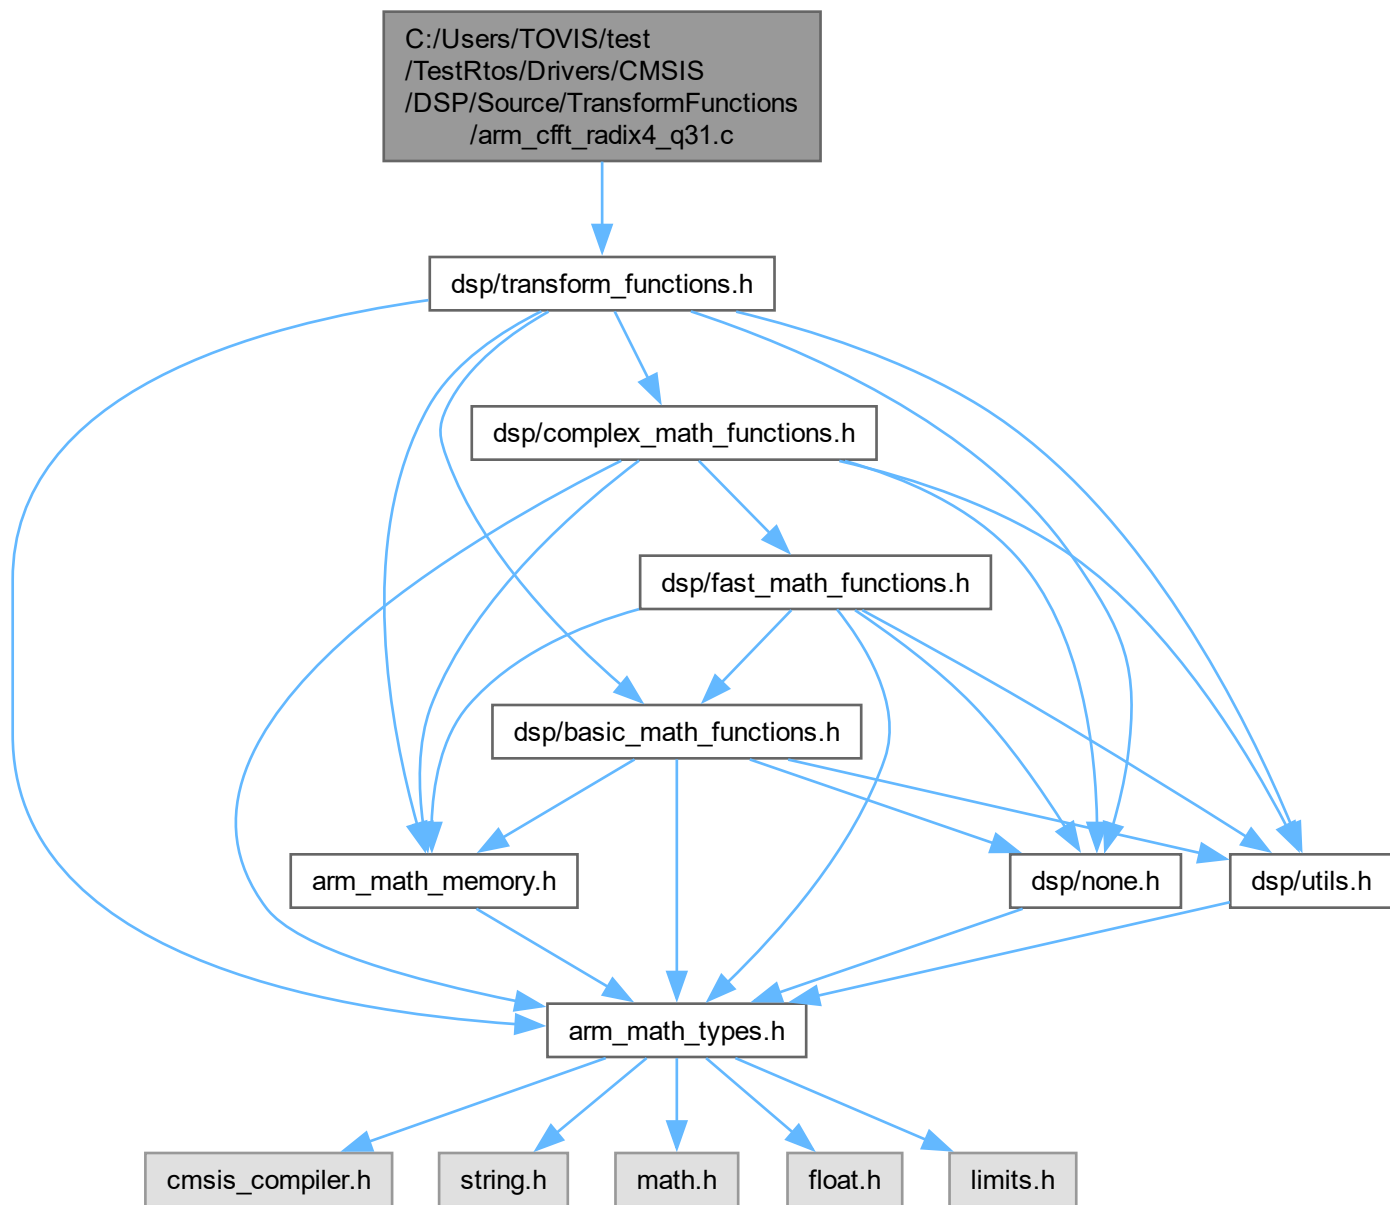 C:/Users/TOVIS/test
/TestRtos/Drivers/CMSIS
/DSP/Source/TransformFunctions
/arm_cfft_radix4_q31.c
dsp/transform_functions.h
dsp/complex_math_functions.h
dsp/fast_math_functions.h
dsp/basic_math_functions.h
arm_math_memory.h
dsp/none.h
dsp/utils.h
arm_math_types.h
cmsis_compiler.h
string.h
math.h
float.h
limits.h